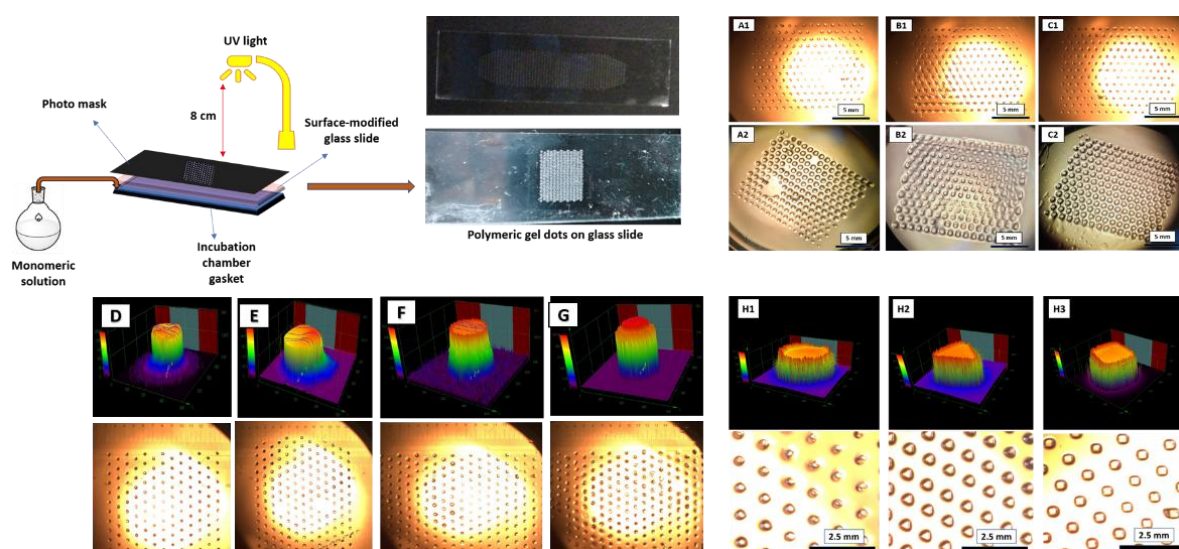 UV light
Photo mask
8 cm
Surface-modified
glass slide
Incubation
chamber
gasket
Monomeric
solution
Polymeric gel dots on glass slide
A1
B1
C1
5 mm
5 mm
5 mm
A2
B2
C2
5 mm
5 mm
5 mm
D
E
F
G
H1
H2
H3
2.5 mm
2.5 mm
2.5 mm